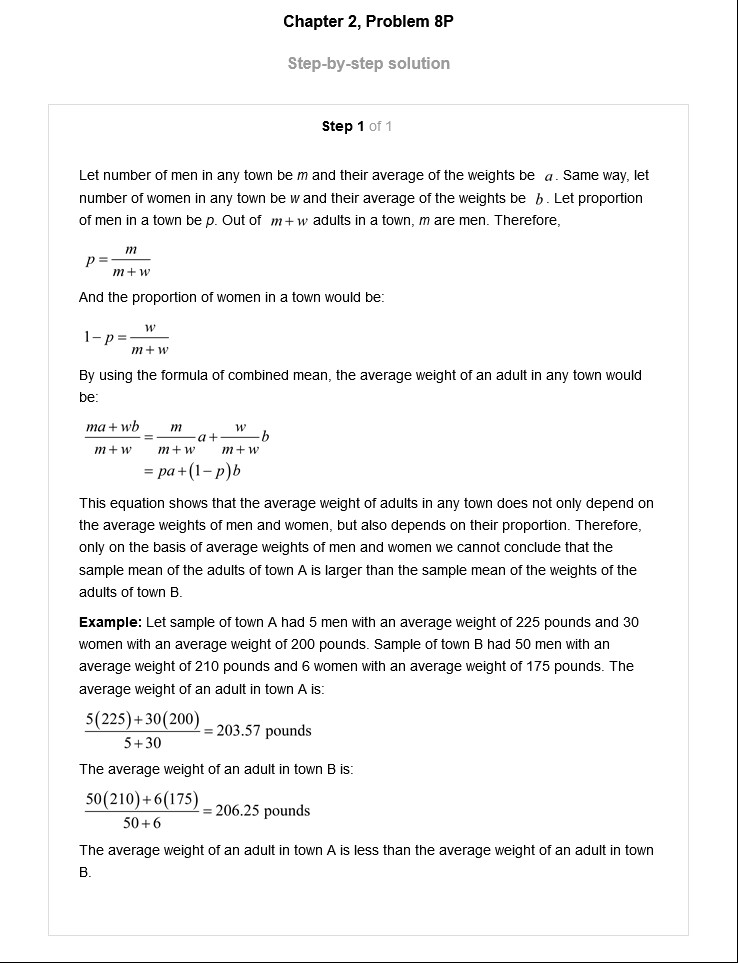 Chapter 2, Problem 8P
Step-by-step solution
Step 1 of 1
Let number of men in any town be m and their average of the weights be a. Same way, let
number of women in any town be w and their average of the weights be b. Let proportion
of men in a town be p. Out of m+w adults in a town, m are men. Therefore,
p = m/(m+w)
And the proportion of women in a town would be:
1−p = w/(m+w)
By using the formula of combined mean, the average weight of an adult in any town would
be:
(ma+wb)/(m+w) = m/(m+w) a + w/(m+w) b
= pa+(1−p)b
This equation shows that the average weight of adults in any town does not only depend on
the average weights of men and women, but also depends on their proportion. Therefore,
only on the basis of average weights of men and women we cannot conclude that the
sample mean of the adults of town A is larger than the sample mean of the weights of the
adults of town B.
Example: Let sample of town A had 5 men with an average weight of 225 pounds and 30
women with an average weight of 200 pounds. Sample of town B had 50 men with an
average weight of 210 pounds and 6 women with an average weight of 175 pounds. The
average weight of an adult in town A is:
(5(225)+30(200))/(5+30) = 203.57 pounds
The average weight of an adult in town B is:
(50(210)+6(175))/(50+6) = 206.25 pounds
The average weight of an adult in town A is less than the average weight of an adult in town
B.